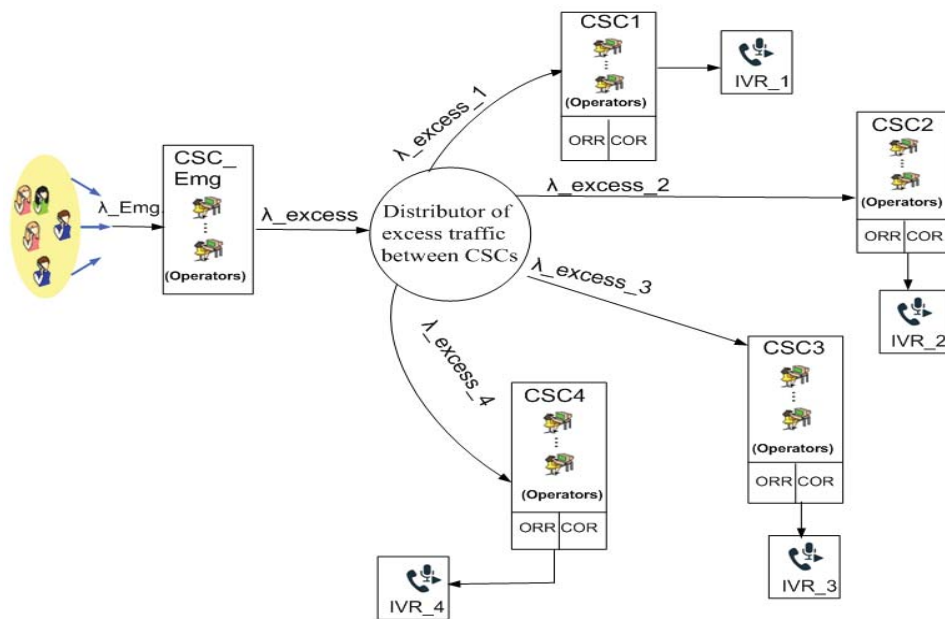 CSC1
(Operators)
ORR COR
IVR_1
λ_excess_1
CSC2
(Operators)
ORR COR
IVR_2
λ_excess_2
CSC_
Emg
(Operators)
λ_Emg.
λ_excess
Distributor of
excess traffic
between CSCs
λ_excess_3
CSC3
(Operators)
ORR COR
IVR_3
λ_excess_4
CSC4
(Operators)
ORR COR
IVR_4